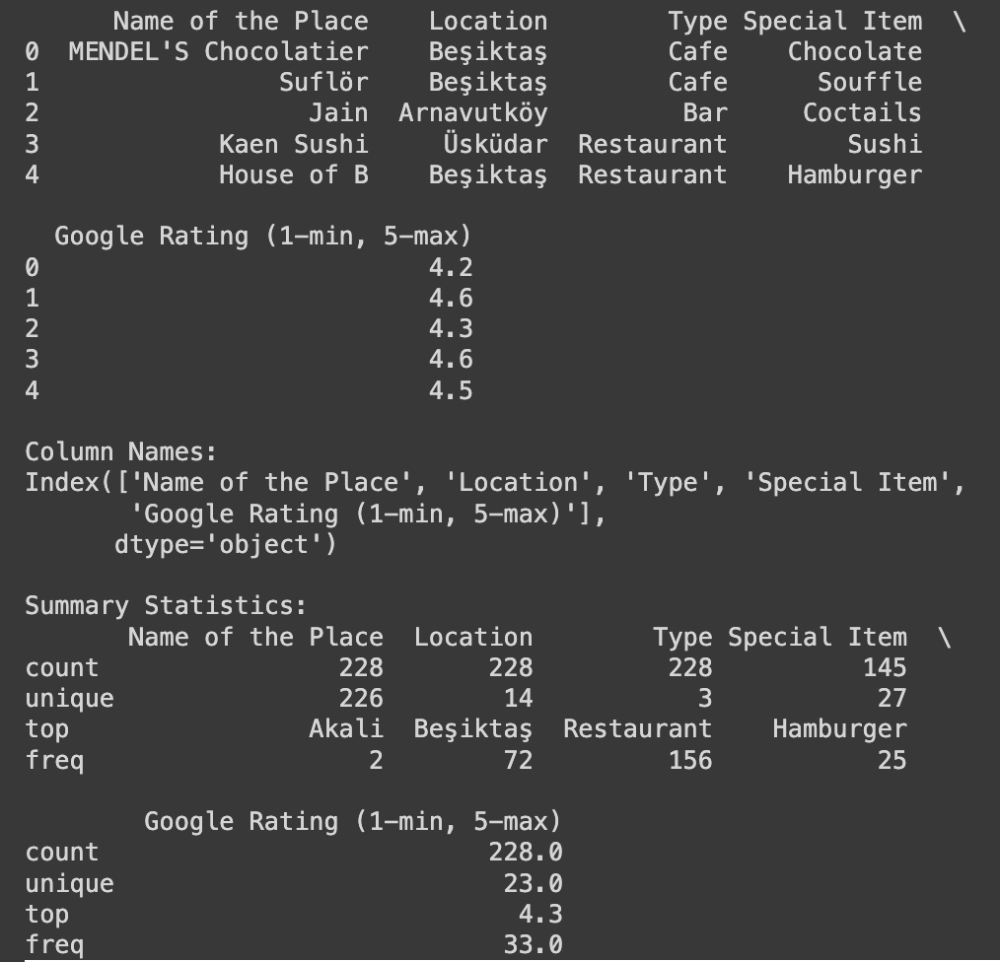 Name of the Place Location Type Special Item \
0 MENDEL'S Chocolatier Beşiktaş Cafe Chocolate
1 Suflör Beşiktaş Cafe Souffle
2 Jain Arnavutköy Bar Coctails
3 Kaen Sushi Üsküdar Restaurant Sushi
4 House of B Beşiktaş Restaurant Hamburger
Google Rating (1-min, 5-max)
0 4.2
1 4.6
2 4.3
3 4.6
4 4.5
Column Names:
Index(['Name of the Place', 'Location', 'Type', 'Special Item',
'Google Rating (1-min, 5-max)'],
dtype='object')
Summary Statistics:
Name of the Place Location Type Special Item \
count 228 228 228 145
unique 226 14 3 27
top Akali Beşiktaş Restaurant Hamburger
freq 2 72 156 25
Google Rating (1-min, 5-max)
count 228.0
unique 23.0
top 4.3
freq 33.0